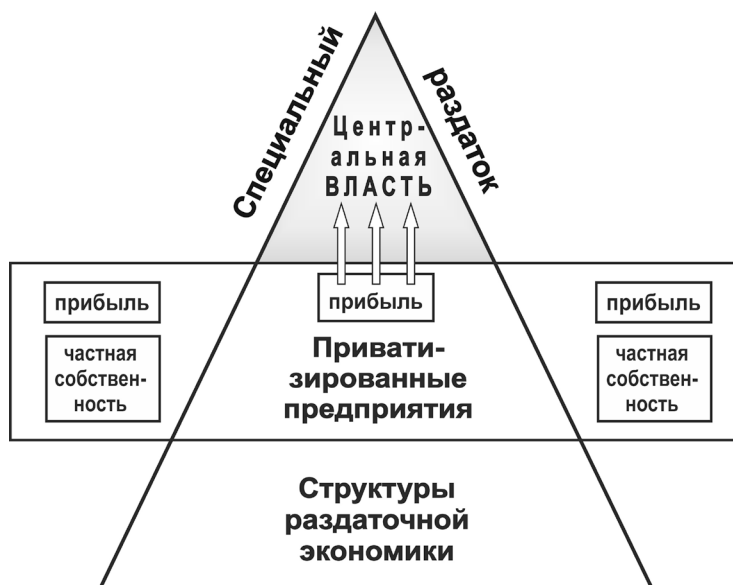 Специальный
раздаток
Центр-
альная
ВЛАСТЬ
прибыль
прибыль
прибыль
частная
собствен-
ность
Привати-
зированные
предприятия
частная
собствен-
ность
Структуры
раздаточной
экономики